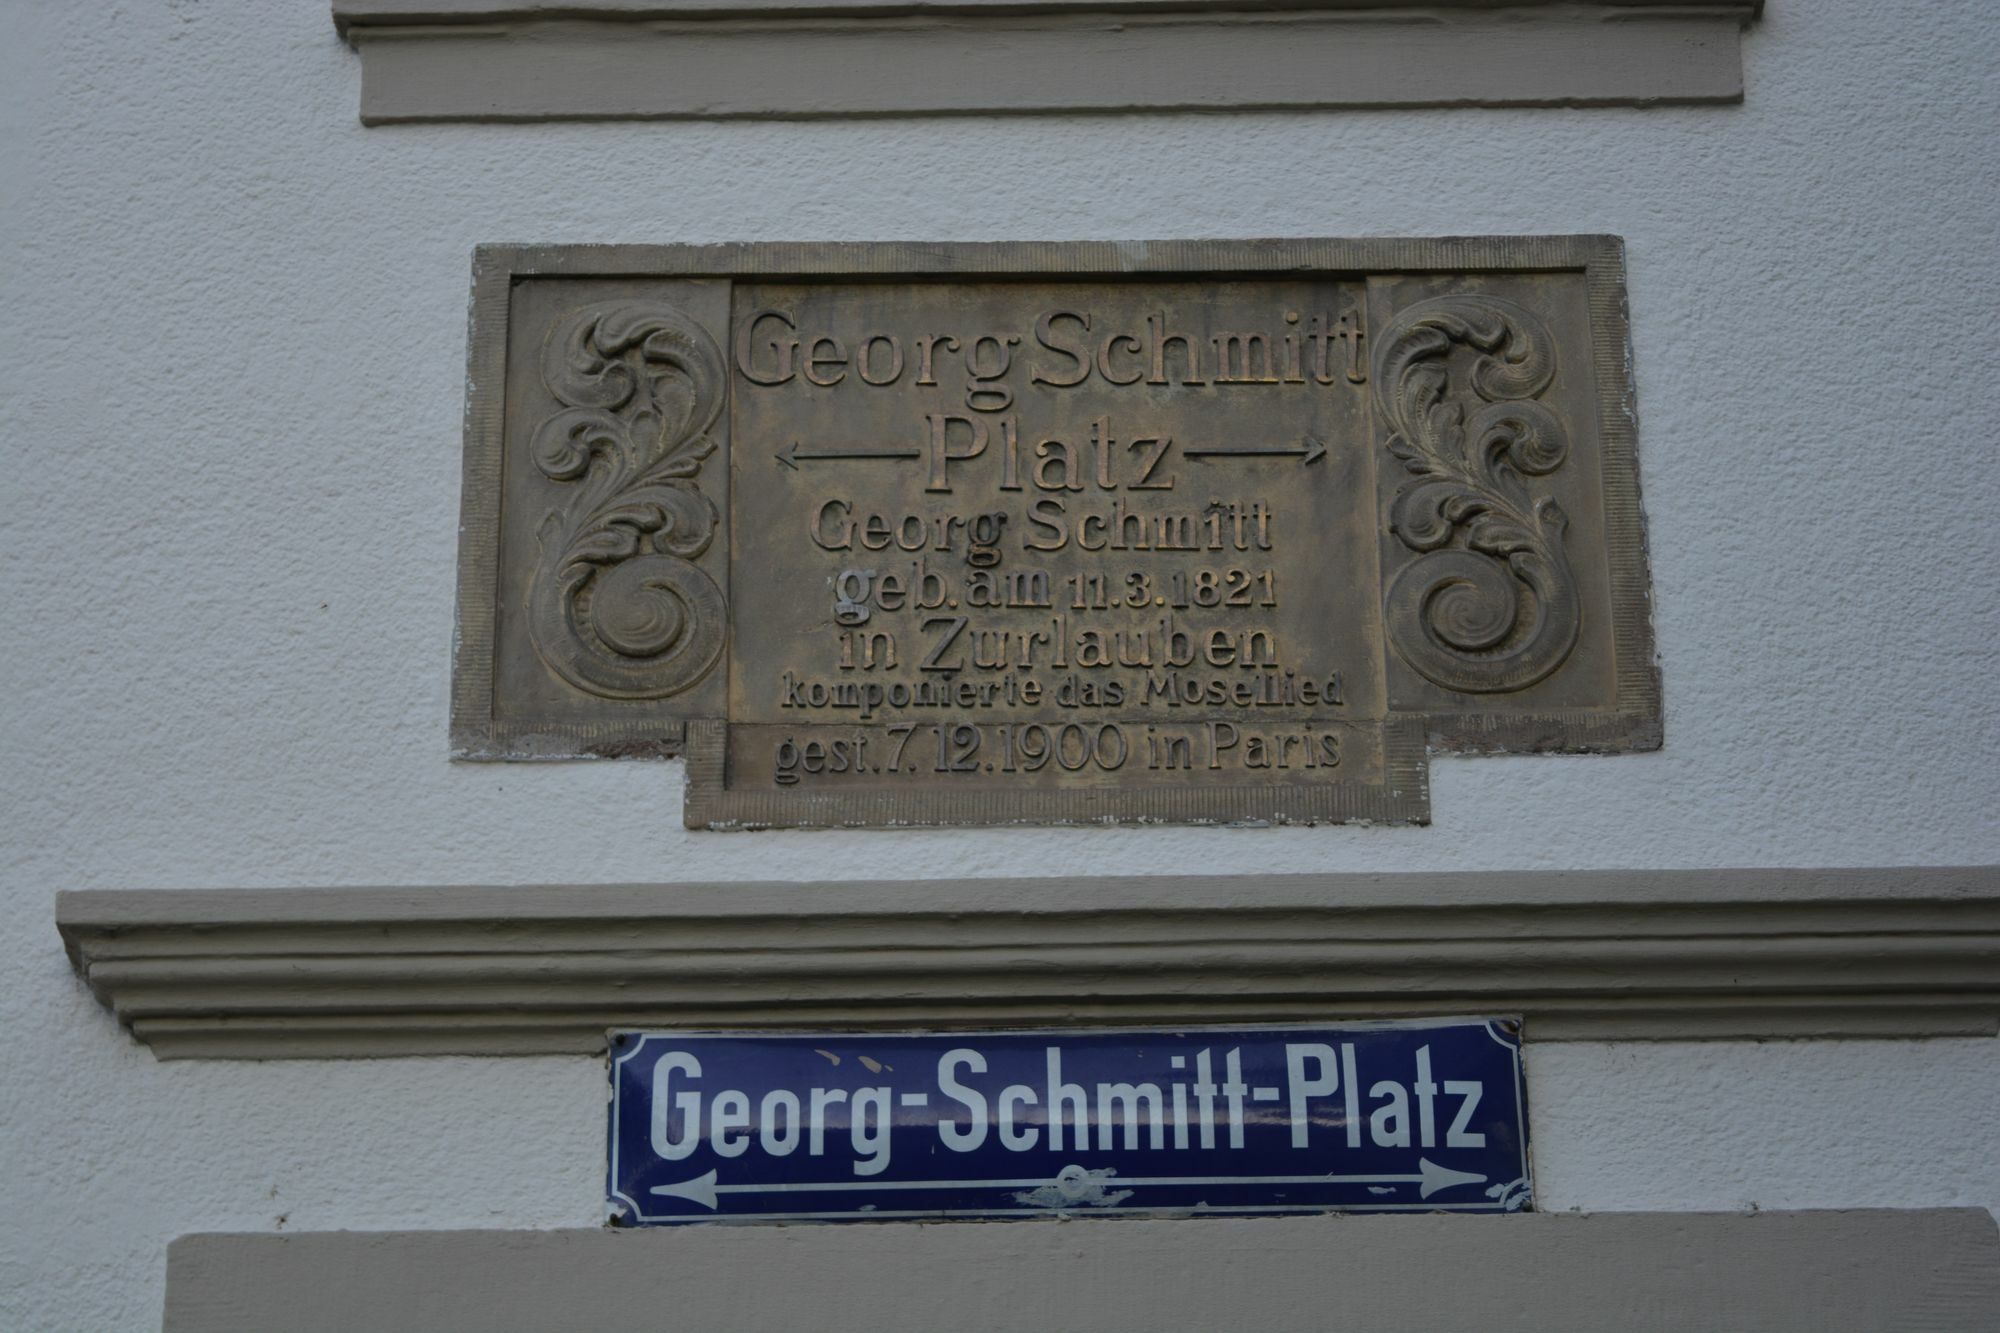 Georg Schmitt
Platz
Georg Schmitt
geb. am 11.3.1821
in Zurlauben
komponierte das Mosellied
gest. 7. 12. 1900 in Paris
Georg-Schmitt-Platz